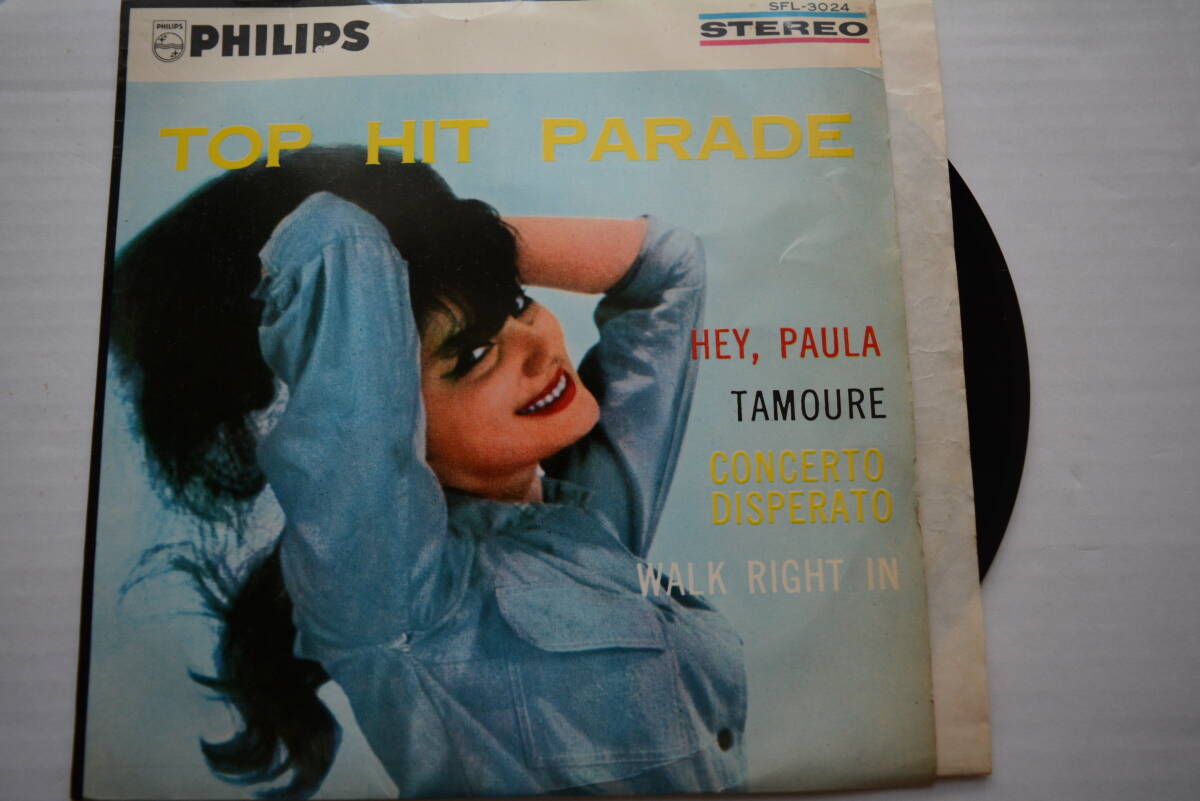 PHILIPS
PHILIPS
SFL-3024
STEREO
TOP HIT PARADE
HEY, PAULA
TAMOURE
CONCERTO
DISPERATO
WALK RIGHT IN